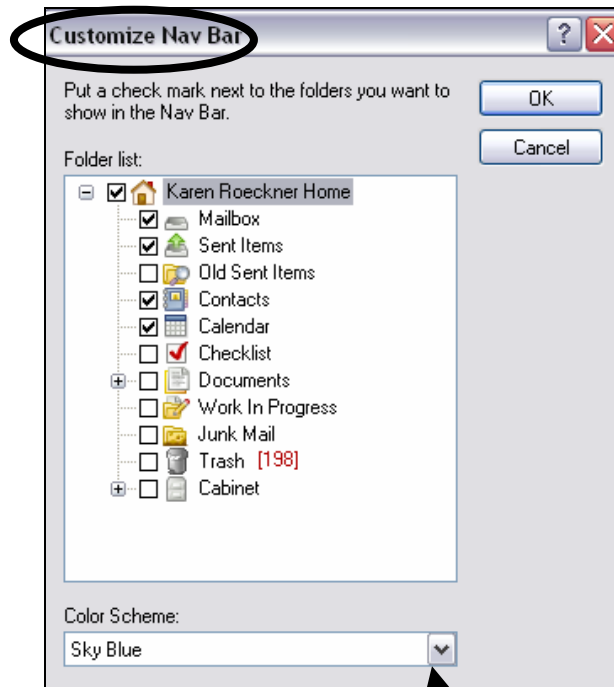 Customize Nav Bar
Put a check mark next to the folders you want to
show in the Nav Bar.
OK
Cancel
Folder list:
Karen Roeckner Home
Mailbox
Sent Items
Old Sent Items
Contacts
Calendar
Checklist
Documents
Work In Progress
Junk Mail
Trash [198]
Cabinet
Color Scheme:
Sky Blue